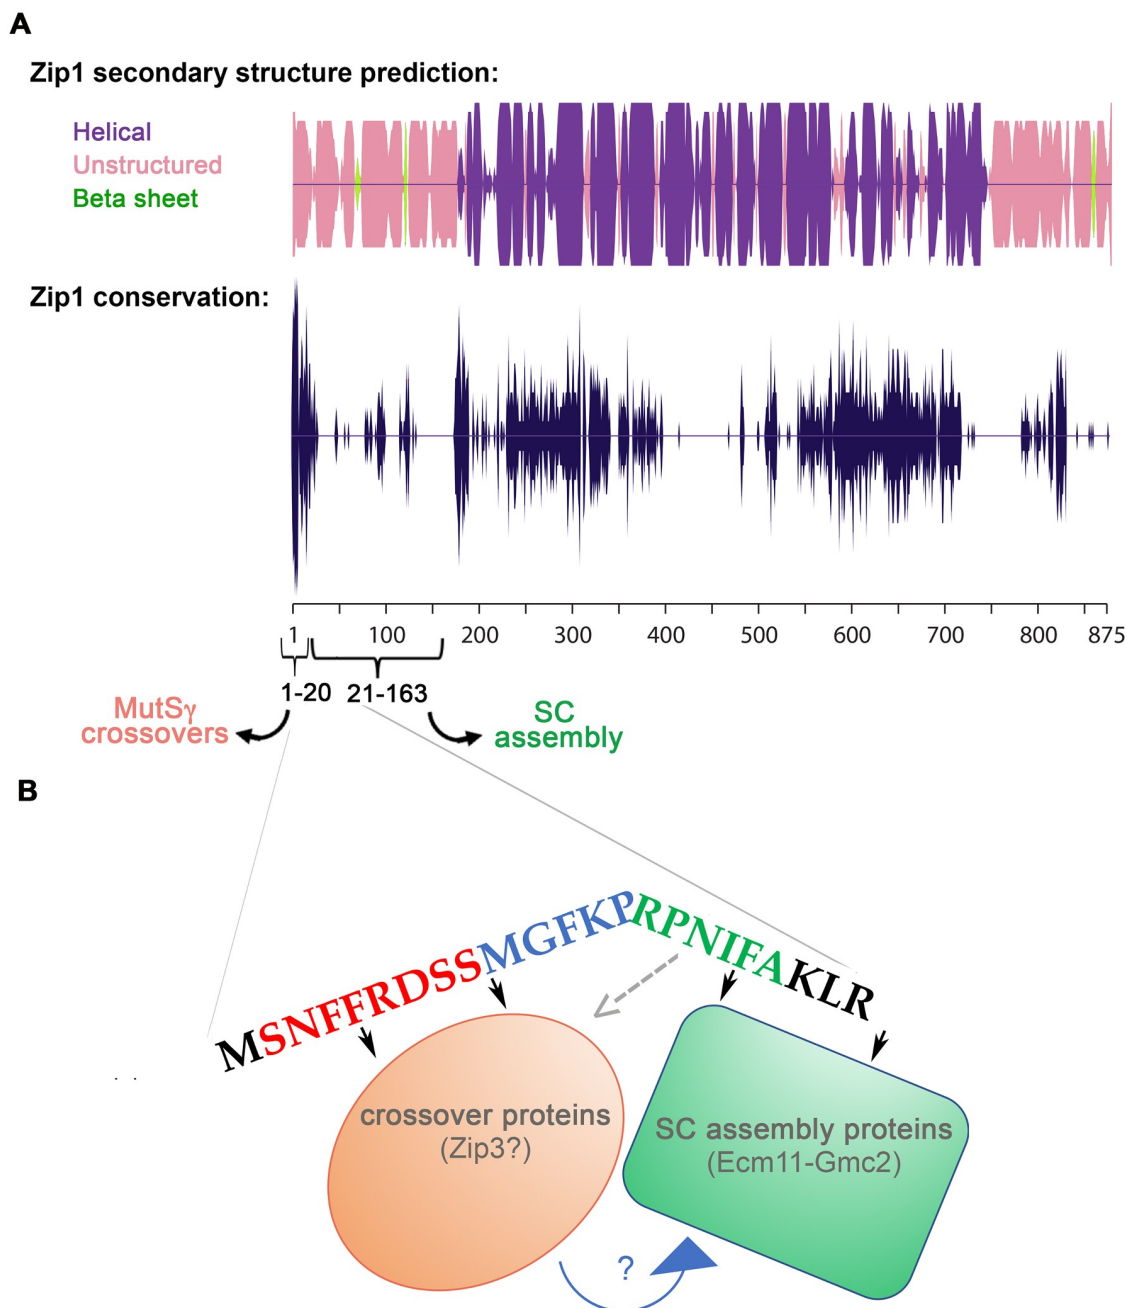 A
Zip1 secondary structure prediction:
Helical
Unstructured
Beta sheet
Zip1 conservation:
1 100 200 300 400 500 600 700 800 875
1-20 21-163
MutSγ
crossovers
SC
assembly
B
MSNFFRDSSMGFKPRPNIFAKLR
crossover proteins
(Zip3?)
SC assembly proteins
(Ecm11-Gmc2)
?